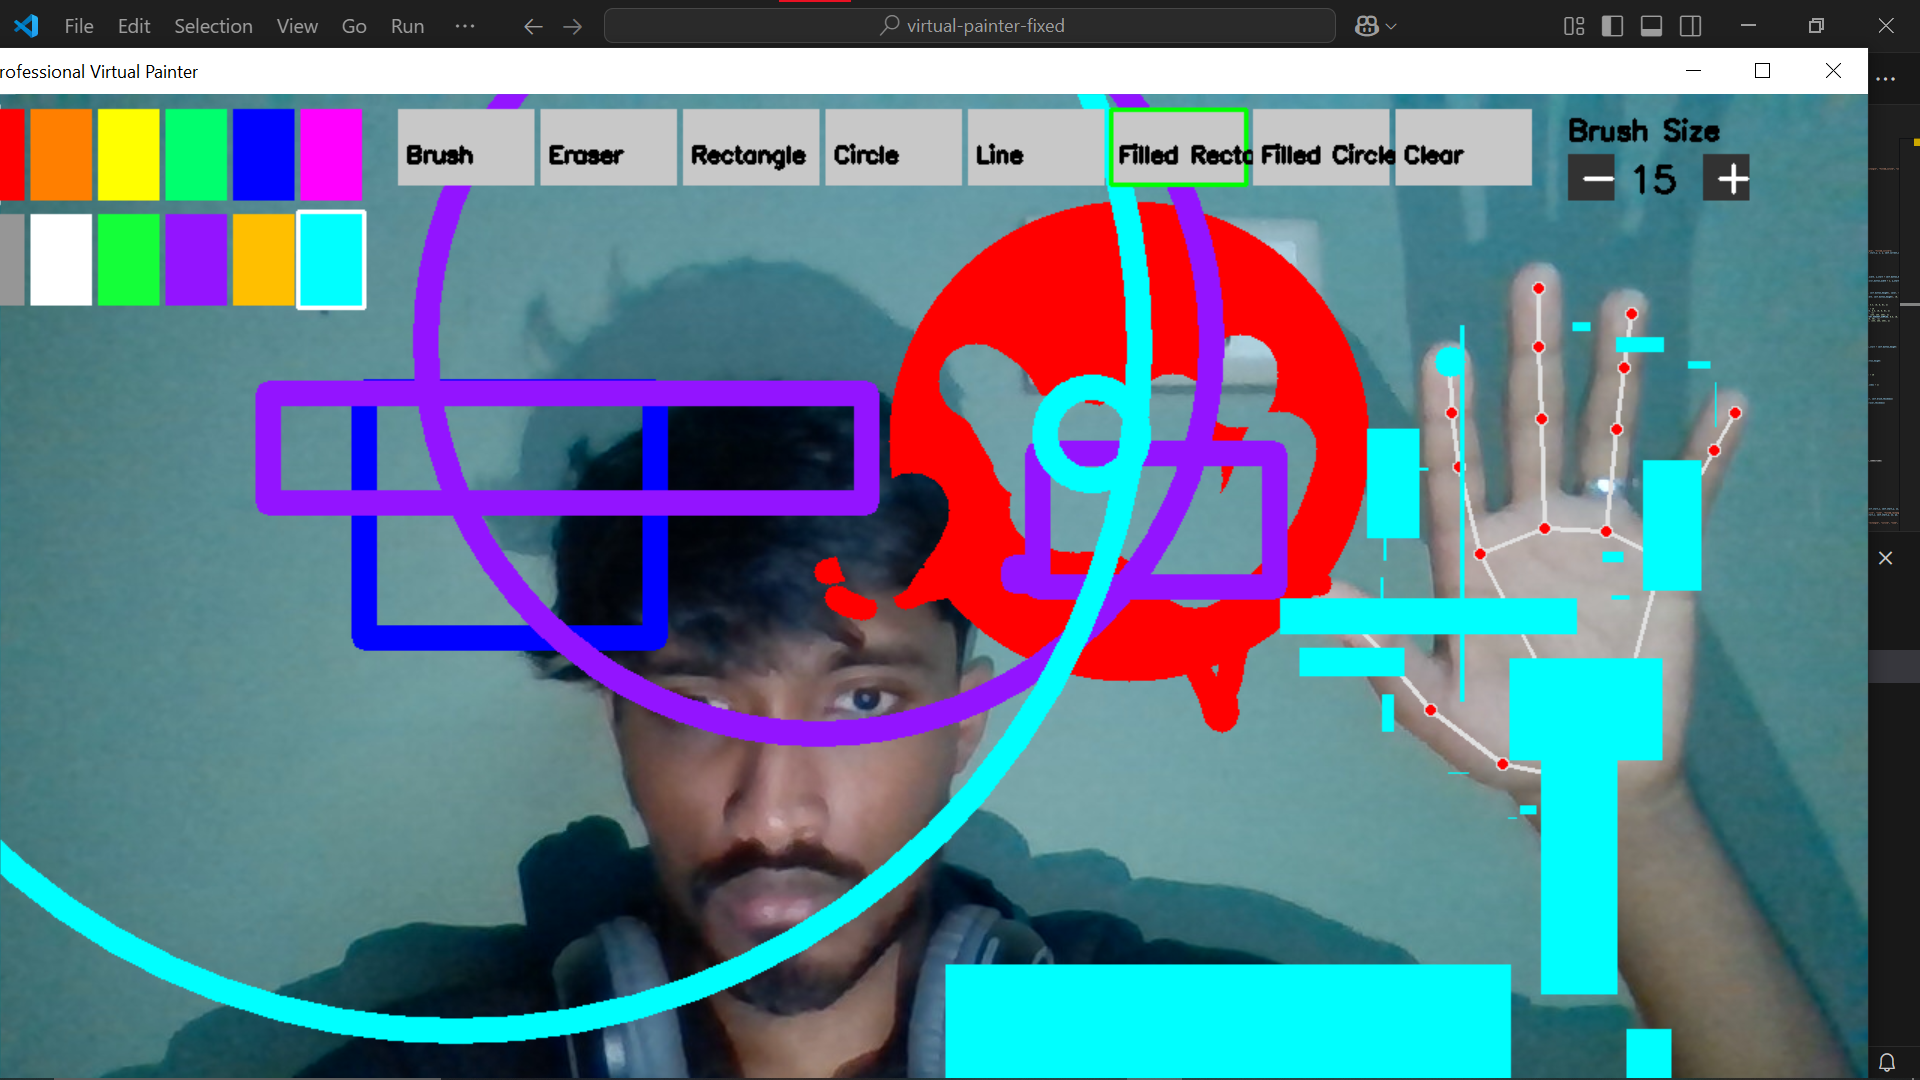 File Edit Selection View Go Run ···
virtual-painter-fixed
rofessional Virtual Painter
Brush Eraser Rectangle Circle Line Filled Recta Filled Circle Clear
Brush Size
− 15 +